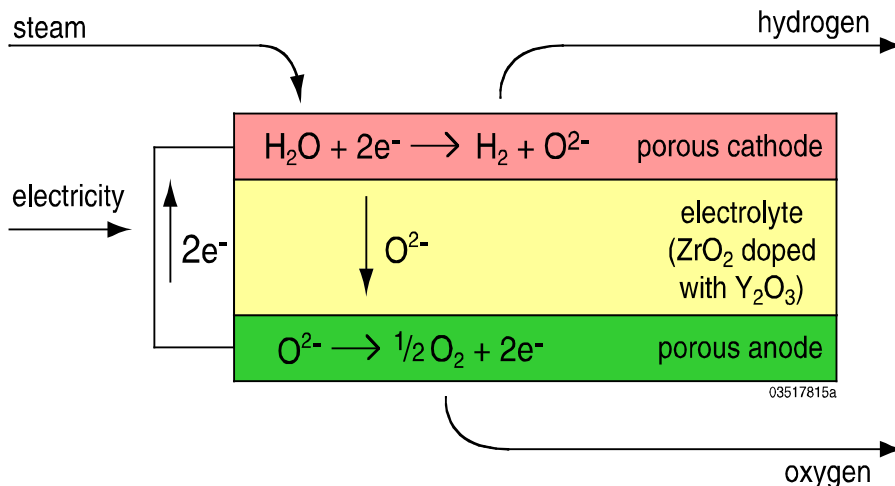 steam
hydrogen
H₂O + 2e⁻ → H₂ + O²⁻
porous cathode
electricity
2e⁻
O²⁻
electrolyte
(ZrO₂ doped
with Y₂O₃)
O²⁻ → 1/2 O₂ + 2e⁻
porous anode
03517815a
oxygen